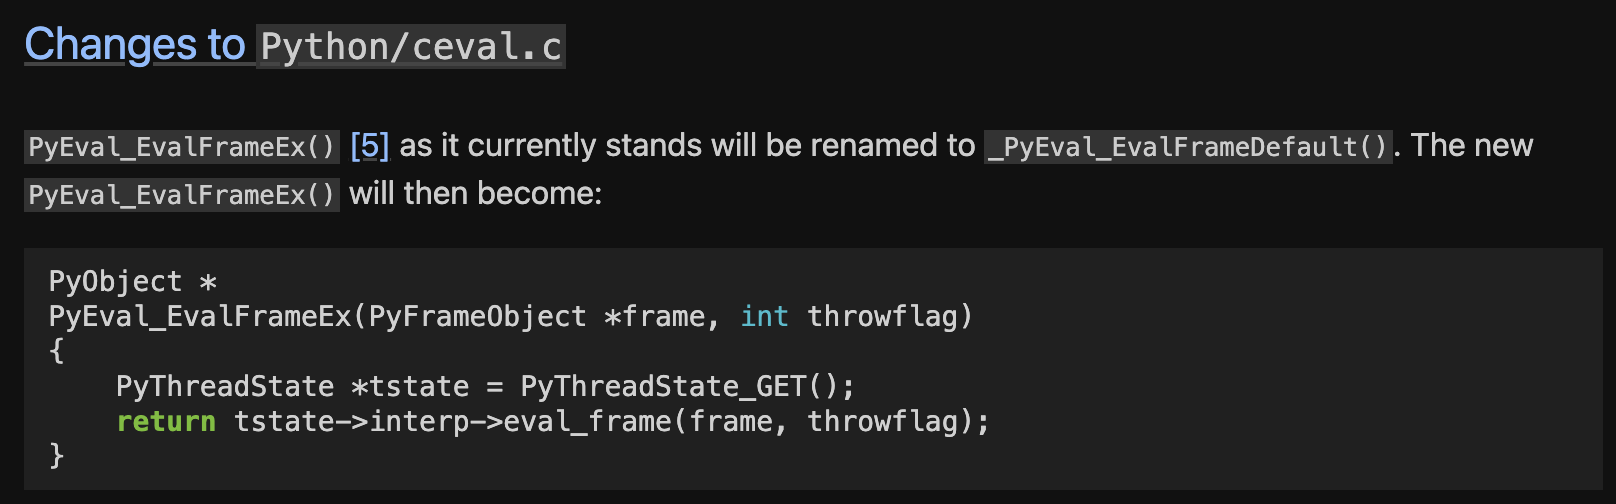 Changes to Python/ceval.c
PyEval_EvalFrameEx() [5] as it currently stands will be renamed to _PyEval_EvalFrameDefault(). The new
PyEval_EvalFrameEx() will then become:
PyObject *
PyEval_EvalFrameEx(PyFrameObject *frame, int throwflag)
{
    PyThreadState *tstate = PyThreadState_GET();
    return tstate->interp->eval_frame(frame, throwflag);
}